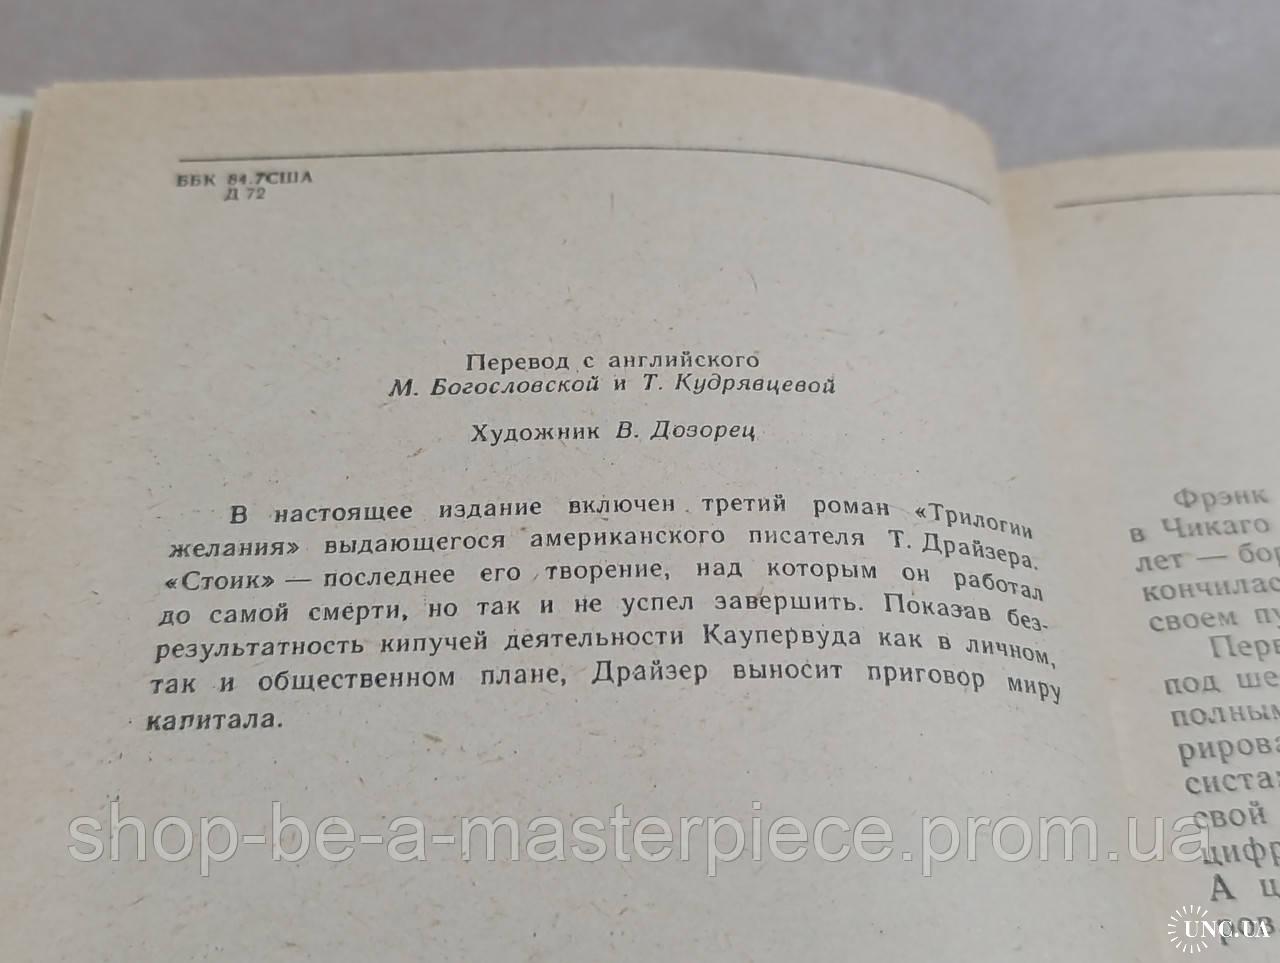 ББК 84.7США
Д 72
Перевод с английского
М. Богословской и Т. Кудрявцевой
Художник В. Дозорец
В настоящее издание включен третий роман «Трилогии
желания» выдающегося американского писателя Т. Драйзера.
«Стоик» — последнее его творение, над которым он работал
до самой смерти, но так и не успел завершить. Показав без-
результатность кипучей деятельности Каупервуда как в личном,
так и общественном плане, Драйзер выносит приговор миру
капитала.
Фрэнк
в Чикаго
лет — бор
кончилас
своем пу
Перв
под ше
полным
рирова
систа
свой
цифр
А ц
ров
shop-be-a-masterpiece.prom.ua
UNC.UA